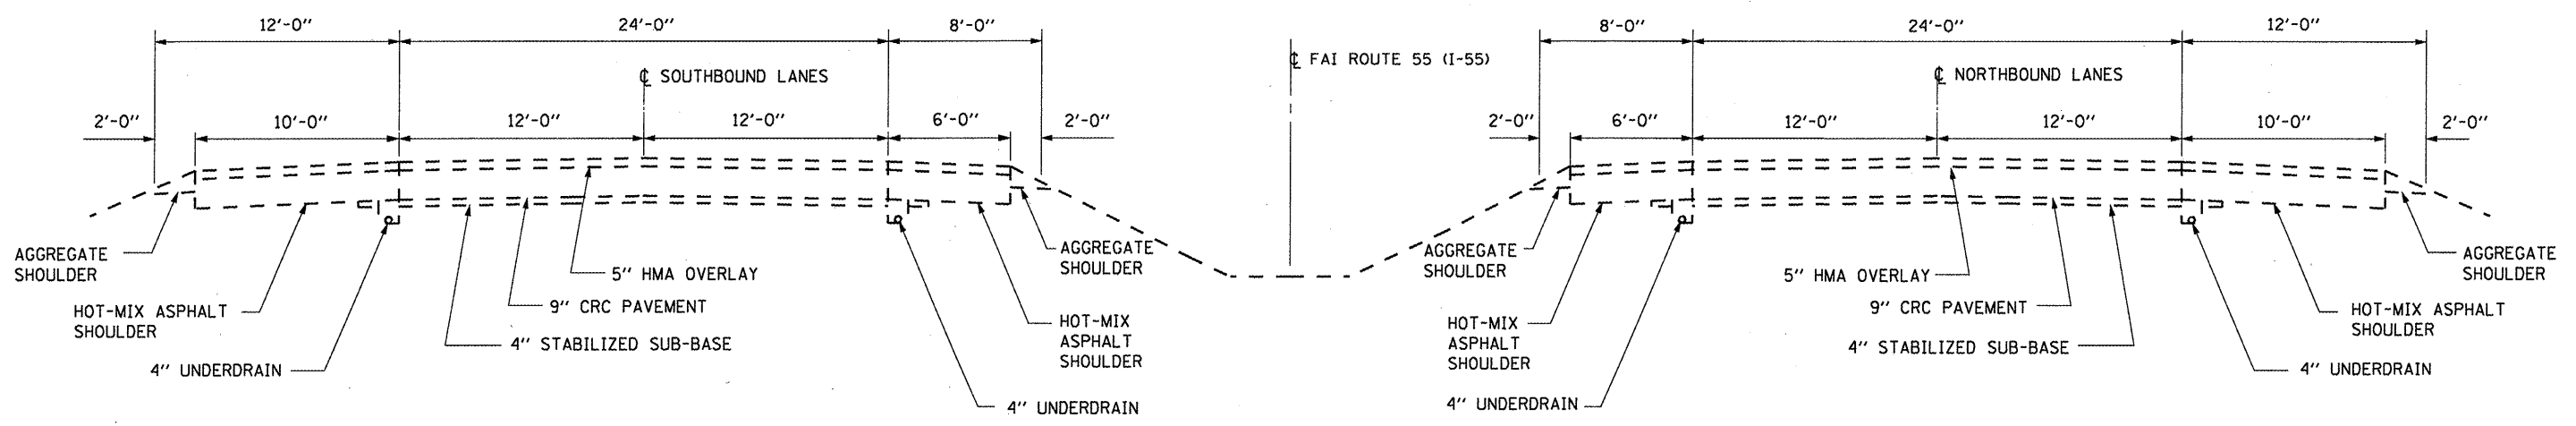 12'-0" 24'-0" 8'-0" 8'-0" 24'-0" 12'-0"
℄ FAI ROUTE 55 (I-55)
℄ SOUTHBOUND LANES ℄ NORTHBOUND LANES
2'-0" 10'-0" 12'-0" 12'-0" 6'-0" 2'-0" 2'-0" 6'-0" 12'-0" 12'-0" 10'-0" 2'-0"
AGGREGATE
SHOULDER
HOT-MIX ASPHALT
SHOULDER
4" UNDERDRAIN
5" HMA OVERLAY
9" CRC PAVEMENT
4" STABILIZED SUB-BASE
AGGREGATE
SHOULDER
HOT-MIX
ASPHALT
SHOULDER
4" UNDERDRAIN
AGGREGATE
SHOULDER
HOT-MIX
ASPHALT
SHOULDER
4" UNDERDRAIN
5" HMA OVERLAY
9" CRC PAVEMENT
4" STABILIZED SUB-BASE
AGGREGATE
SHOULDER
HOT-MIX ASPHALT
SHOULDER
4" UNDERDRAIN